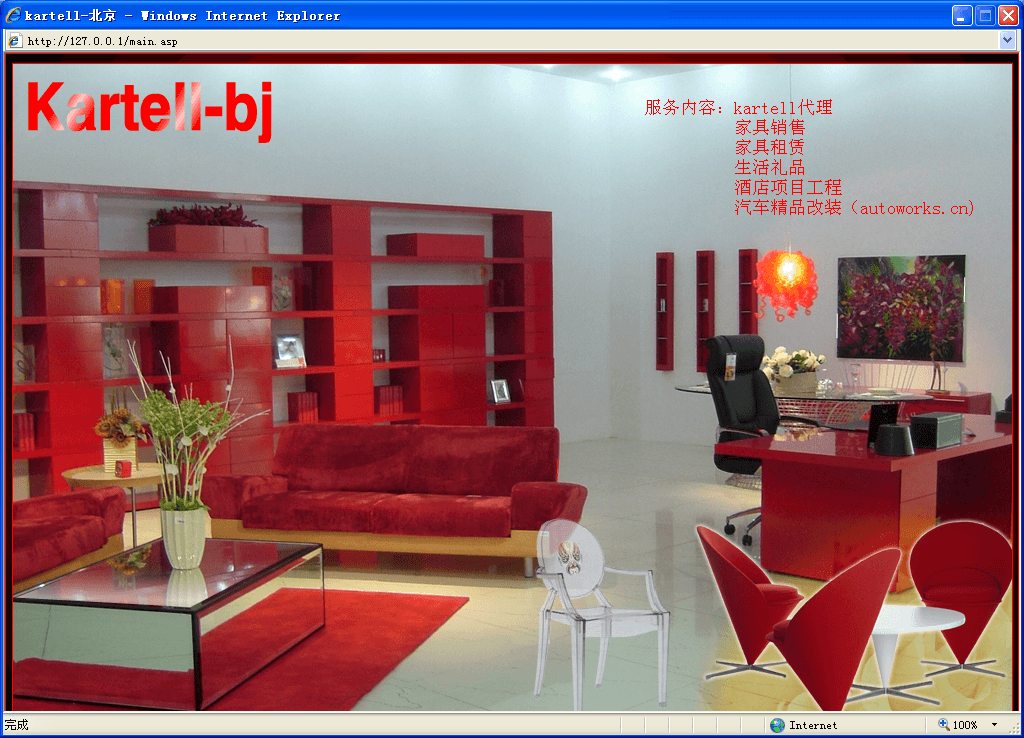 kartell-北京 - Windows Internet Explorer
http://127.0.0.1/main.asp
Kartell-bj
服务内容: kartell代理
家具销售
家具租赁
生活礼品
酒店项目工程
汽车精品改装 (autoworks.cn)
完成
Internet
100%